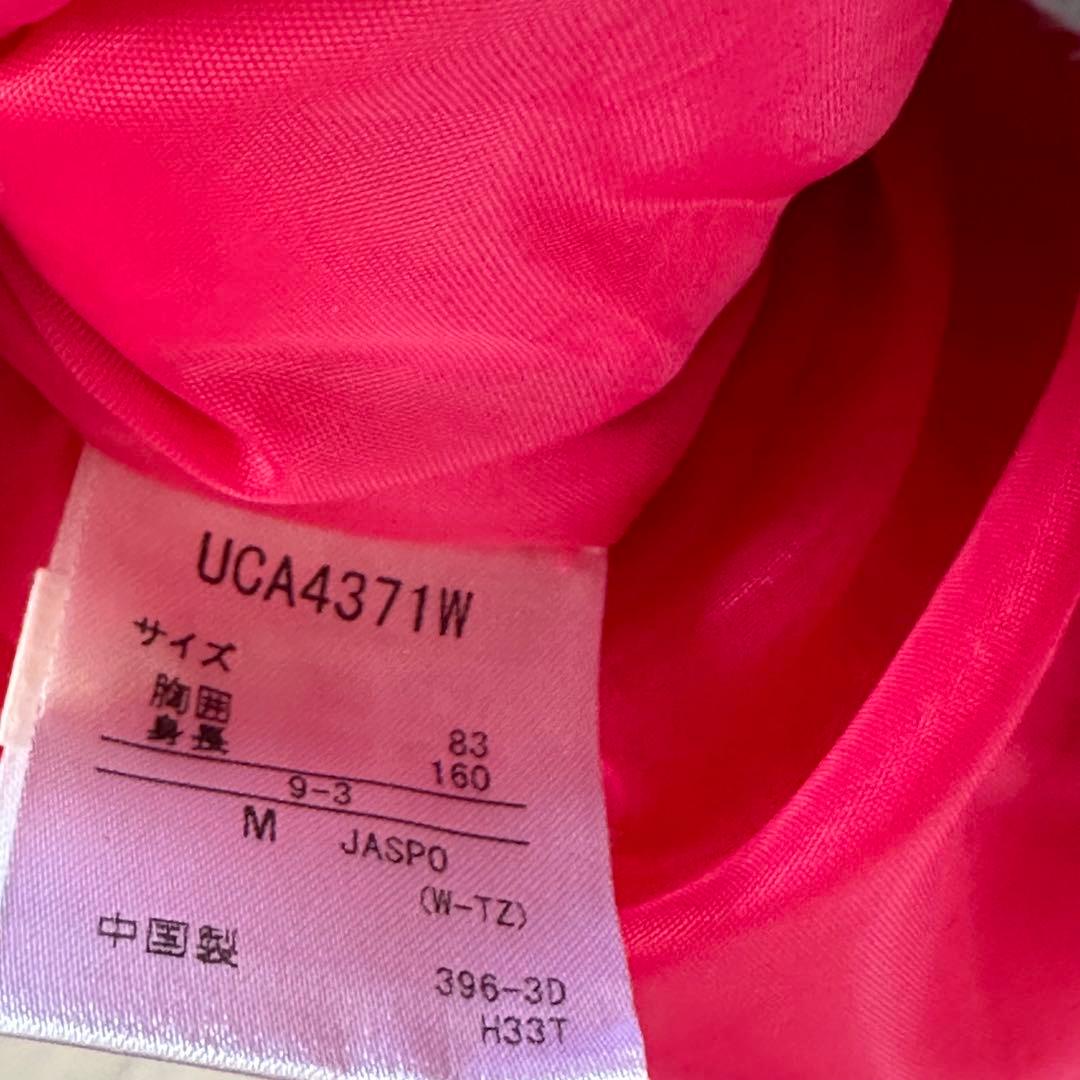 UCA4371W
サイズ
胸囲 83
身長 160
9-3
M JASPO
(W-TZ)
中国製
396-3D
H33T